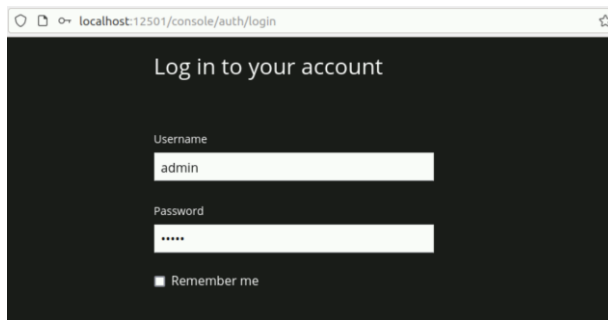 localhost:12501/console/auth/login
Log in to your account
Username
admin
Password
•••••
Remember me